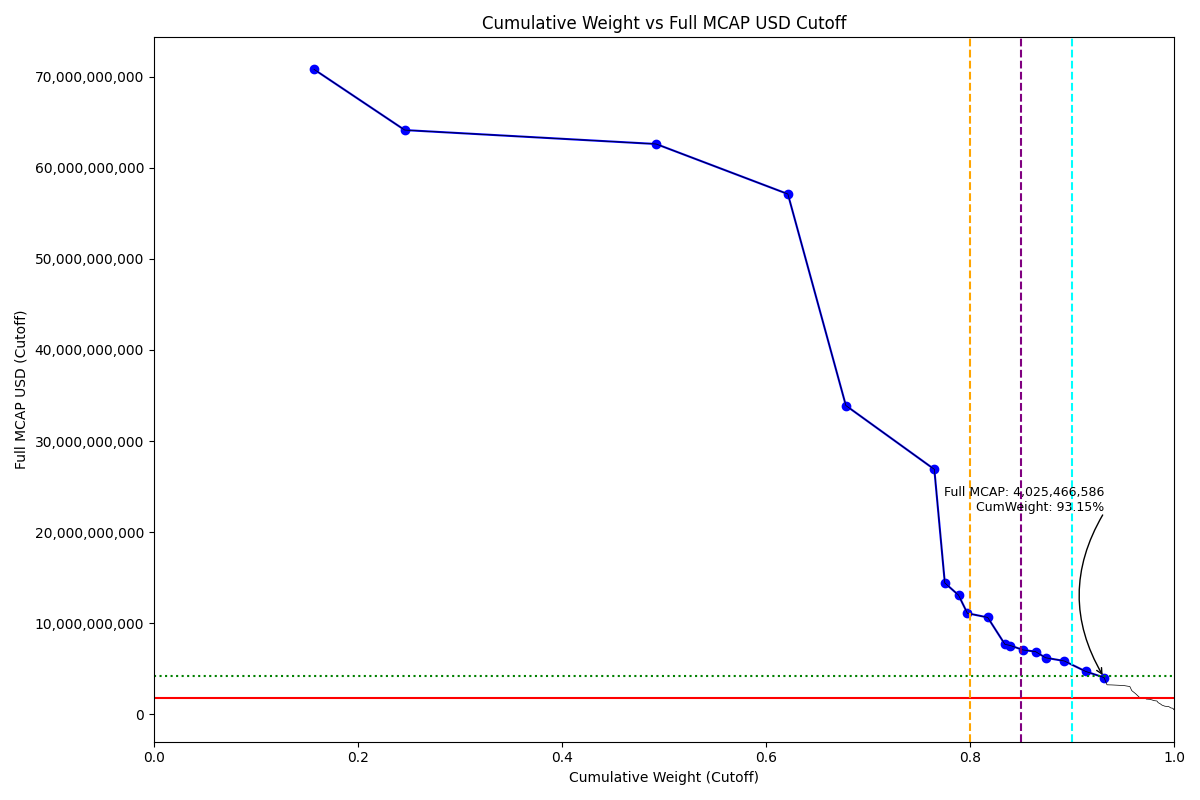 Cumulative Weight vs Full MCAP USD Cutoff
Full MCAP USD (Cutoff)
70,000,000,000
60,000,000,000
50,000,000,000
40,000,000,000
30,000,000,000
20,000,000,000
10,000,000,000
0
Full MCAP: 4,025,466,586
CumWeight: 93.15%
0.0
0.2
0.4
0.6
0.8
1.0
Cumulative Weight (Cutoff)